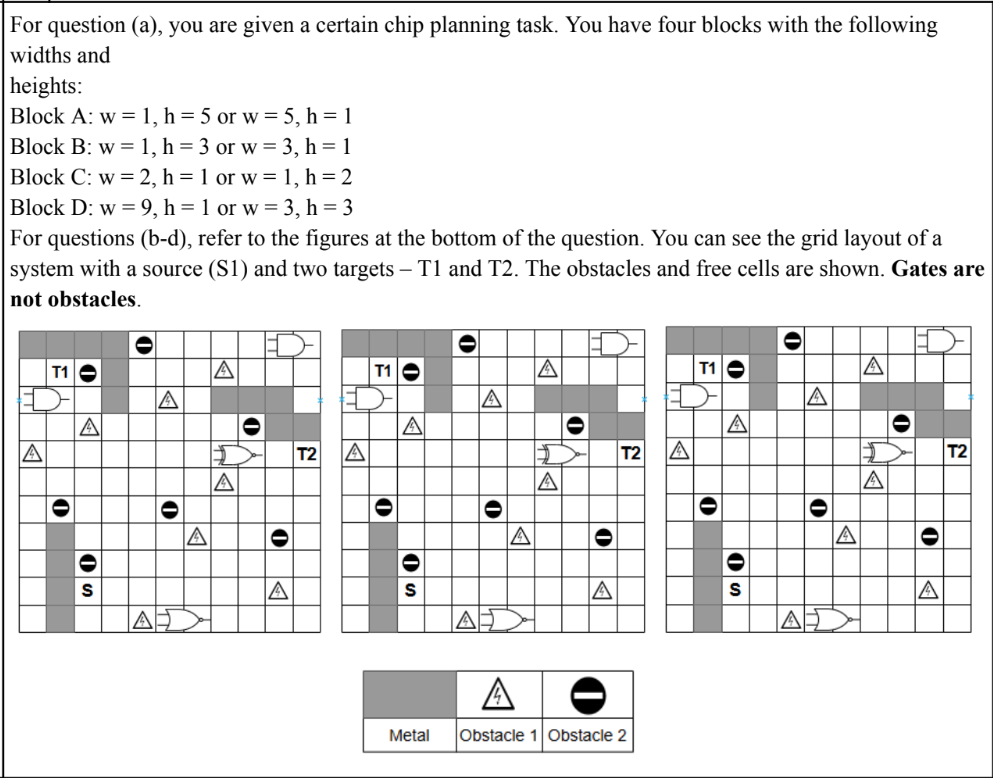 For question (a), you are given a certain chip planning task. You have four blocks with the following
widths and
heights:
Block A: w = 1, h = 5 or w = 5, h = 1
Block B: w = 1, h = 3 or w = 3, h = 1
Block C: w = 2, h = 1 or w = 1, h = 2
Block D: w = 9, h = 1 or w = 3, h = 3
For questions (b-d), refer to the figures at the bottom of the question. You can see the grid layout of a
system with a source (S1) and two targets – T1 and T2. The obstacles and free cells are shown. Gates are
not obstacles.
T1 T1 T1
T2 T2 T2
S S S
Metal Obstacle 1 Obstacle 2